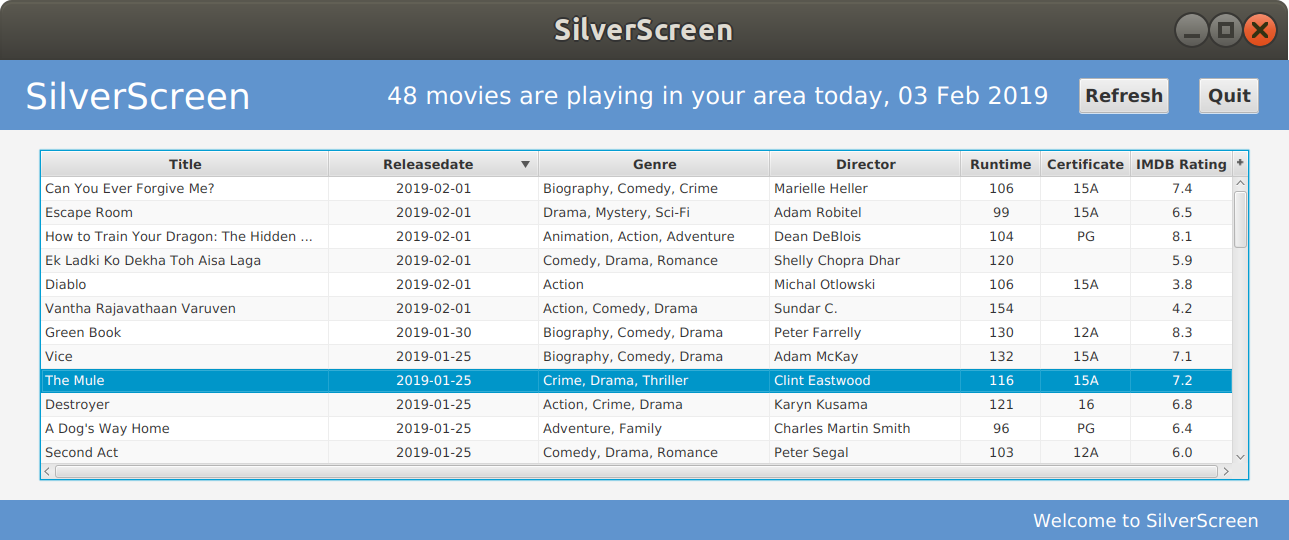 SilverScreen
SilverScreen 48 movies are playing in your area today, 03 Feb 2019 Refresh Quit
Title Releasedate Genre Director Runtime Certificate IMDB Rating +
Can You Ever Forgive Me? 2019-02-01 Biography, Comedy, Crime Marielle Heller 106 15A 7.4
Escape Room 2019-02-01 Drama, Mystery, Sci-Fi Adam Robitel 99 15A 6.5
How to Train Your Dragon: The Hidden ... 2019-02-01 Animation, Action, Adventure Dean DeBlois 104 PG 8.1
Ek Ladki Ko Dekha Toh Aisa Laga 2019-02-01 Comedy, Drama, Romance Shelly Chopra Dhar 120 5.9
Diablo 2019-02-01 Action Michal Otlowski 106 15A 3.8
Vantha Rajavathaan Varuven 2019-02-01 Action, Comedy, Drama Sundar C. 154 4.2
Green Book 2019-01-30 Biography, Comedy, Drama Peter Farrelly 130 12A 8.3
Vice 2019-01-25 Biography, Comedy, Drama Adam McKay 132 15A 7.1
The Mule 2019-01-25 Crime, Drama, Thriller Clint Eastwood 116 15A 7.2
Destroyer 2019-01-25 Action, Crime, Drama Karyn Kusama 121 16 6.8
A Dog's Way Home 2019-01-25 Adventure, Family Charles Martin Smith 96 PG 6.4
Second Act 2019-01-25 Comedy, Drama, Romance Peter Segal 103 12A 6.0
Welcome to SilverScreen